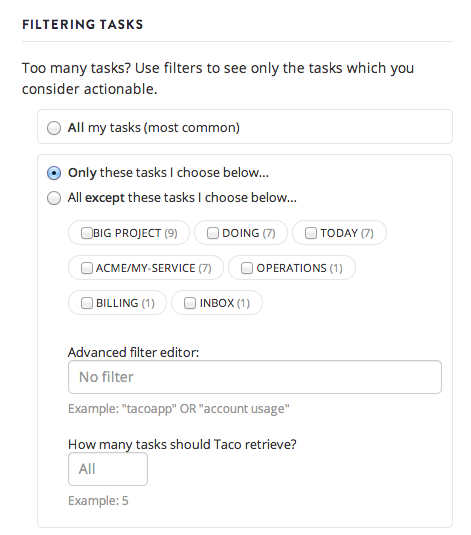 FILTERING TASKS
Too many tasks? Use filters to see only the tasks which you
consider actionable.
All my tasks (most common)
Only these tasks I choose below...
All except these tasks I choose below...
BIG PROJECT (9) DOING (7) TODAY (7)
ACME/MY-SERVICE (7) OPERATIONS (1)
BILLING (1) INBOX (1)
Advanced filter editor:
No filter
Example: "tacoapp" OR "account usage"
How many tasks should Taco retrieve?
All
Example: 5